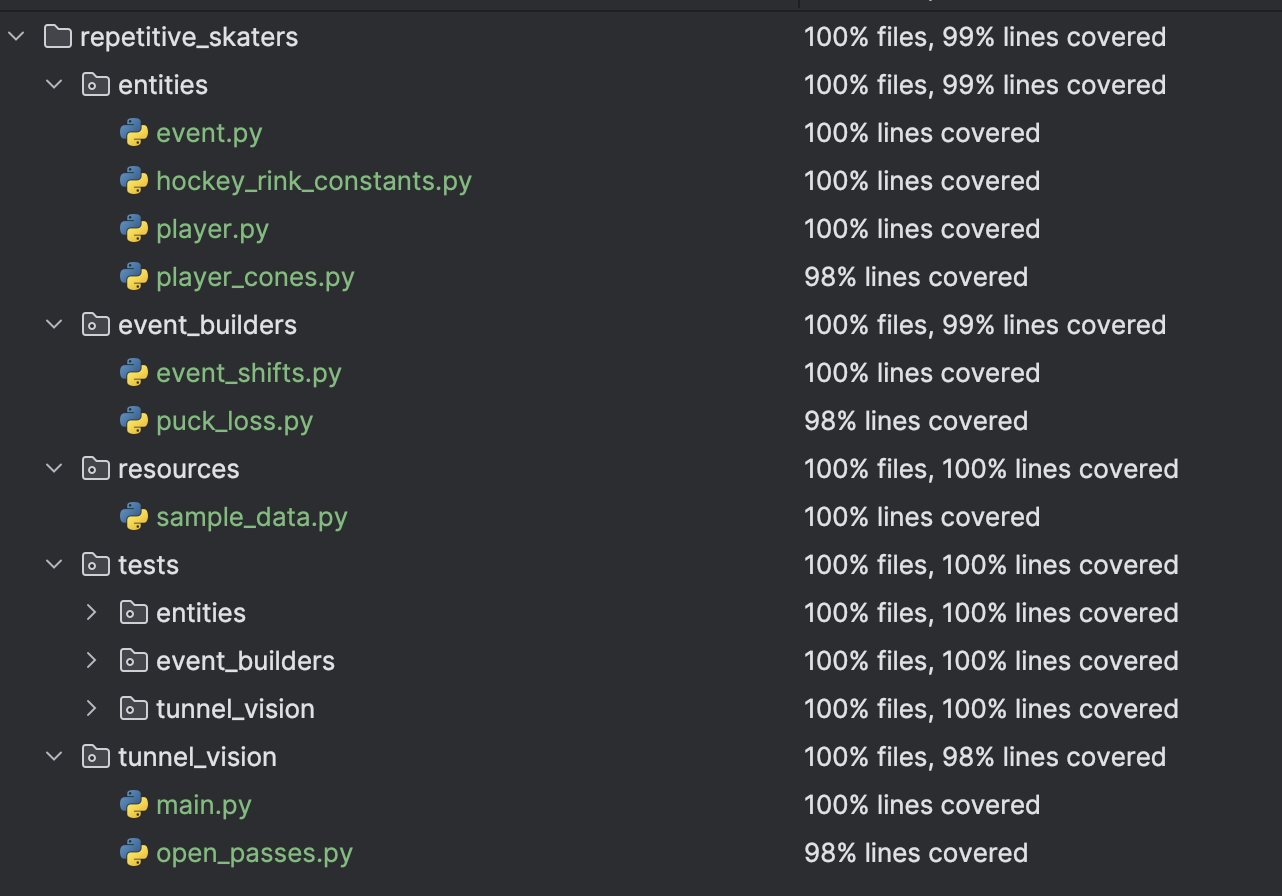 repetitive_skaters 100% files, 99% lines covered
entities 100% files, 99% lines covered
event.py 100% lines covered
hockey_rink_constants.py 100% lines covered
player.py 100% lines covered
player_cones.py 98% lines covered
event_builders 100% files, 99% lines covered
event_shifts.py 100% lines covered
puck_loss.py 98% lines covered
resources 100% files, 100% lines covered
sample_data.py 100% lines covered
tests 100% files, 100% lines covered
entities 100% files, 100% lines covered
event_builders 100% files, 100% lines covered
tunnel_vision 100% files, 100% lines covered
tunnel_vision 100% files, 98% lines covered
main.py 100% lines covered
open_passes.py 98% lines covered